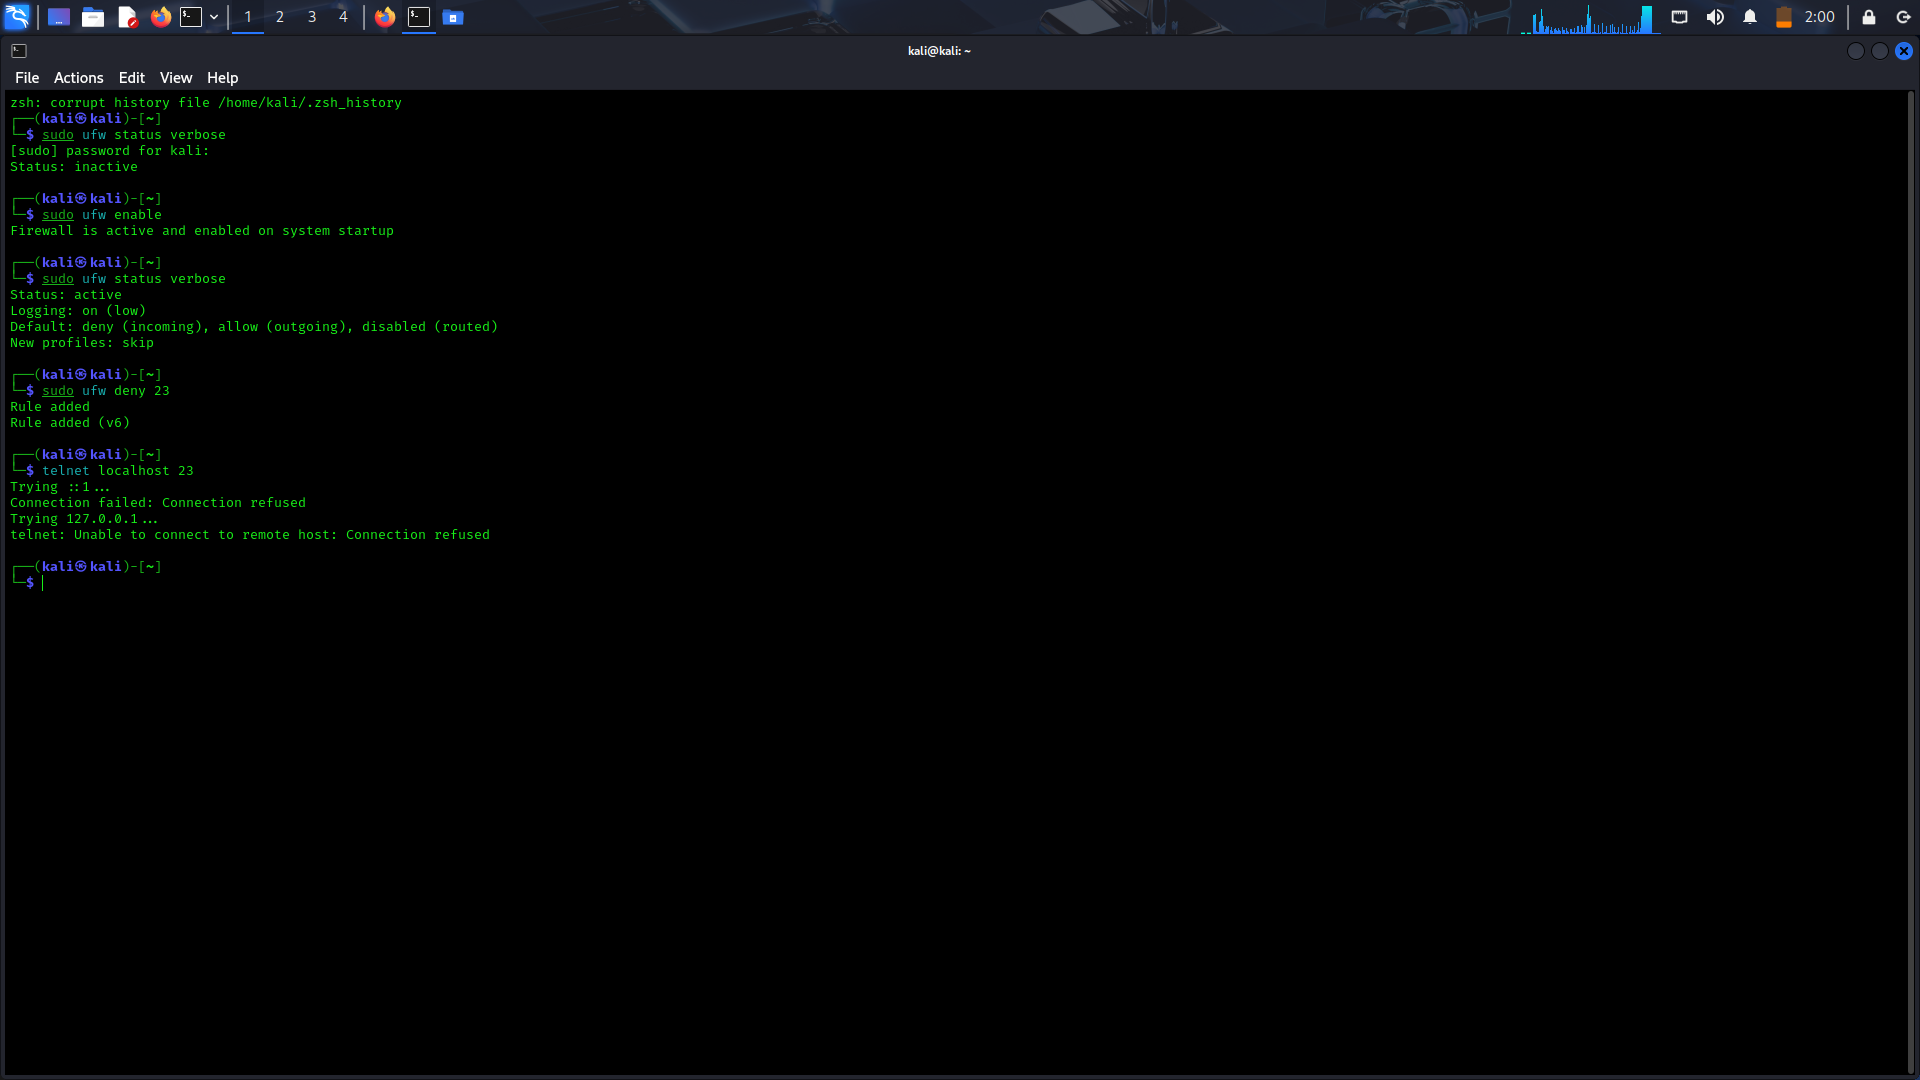 1 2 3 4 2:00
kali@kali: ~
File Actions Edit View Help
zsh: corrupt history file /home/kali/.zsh_history
┌──(kali㉿kali)-[~]
└─$ sudo ufw status verbose
[sudo] password for kali:
Status: inactive
┌──(kali㉿kali)-[~]
└─$ sudo ufw enable
Firewall is active and enabled on system startup
┌──(kali㉿kali)-[~]
└─$ sudo ufw status verbose
Status: active
Logging: on (low)
Default: deny (incoming), allow (outgoing), disabled (routed)
New profiles: skip
┌──(kali㉿kali)-[~]
└─$ sudo ufw deny 23
Rule added
Rule added (v6)
┌──(kali㉿kali)-[~]
└─$ telnet localhost 23
Trying ::1...
Connection failed: Connection refused
Trying 127.0.0.1...
telnet: Unable to connect to remote host: Connection refused
┌──(kali㉿kali)-[~]
└─$